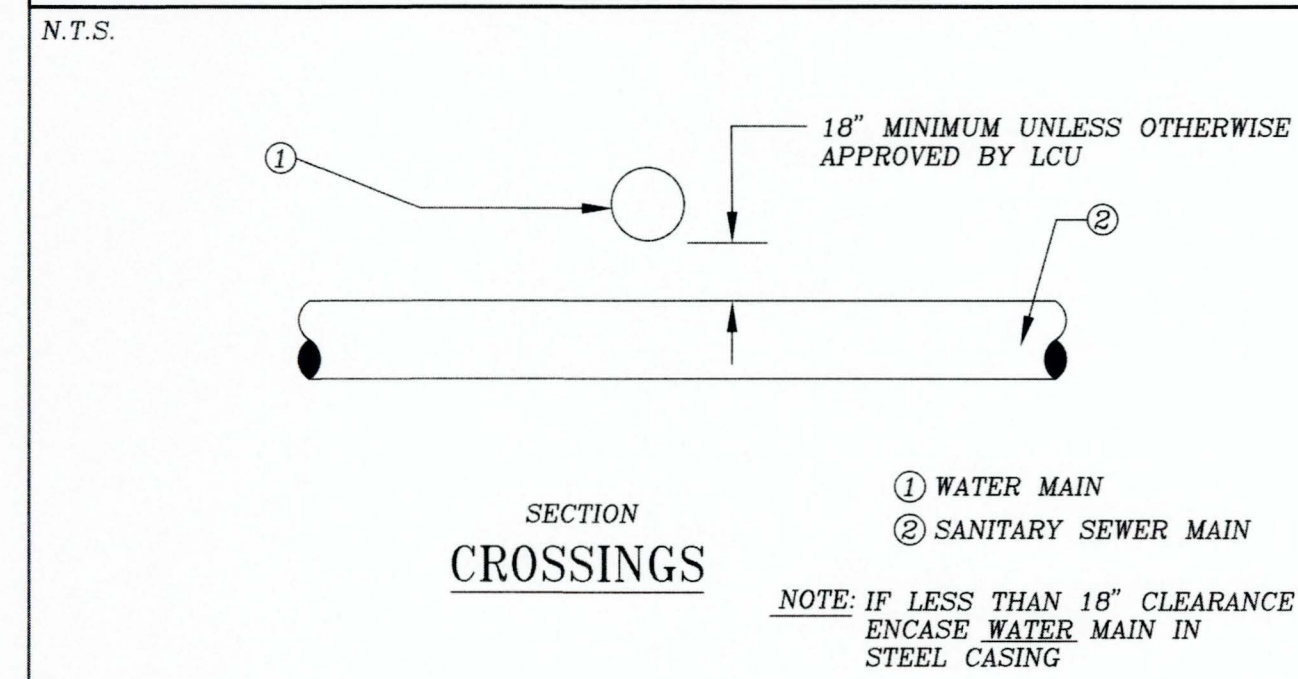 N.T.S.
18" MINIMUM UNLESS OTHERWISE
APPROVED BY LCU
①
②
① WATER MAIN
② SANITARY SEWER MAIN
SECTION
CROSSINGS
NOTE: IF LESS THAN 18" CLEARANCE
ENCASE WATER MAIN IN
STEEL CASING